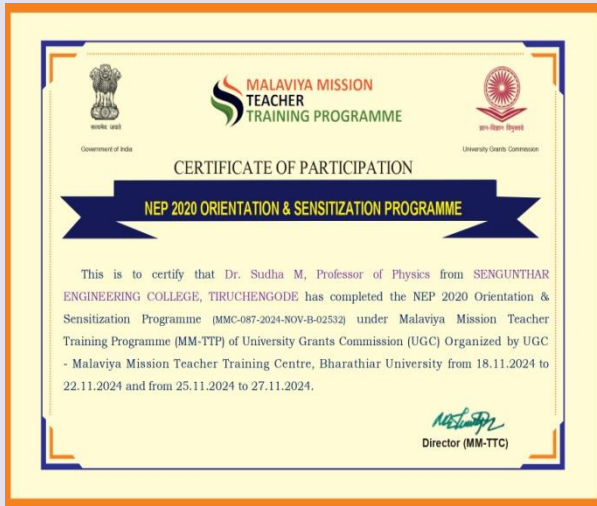 MALAVIYA MISSION
TEACHER
TRAINING PROGRAMME
सत्यमेव जयते
ज्ञान-विज्ञान विमुक्तये
Government of India
University Grants Commission
CERTIFICATE OF PARTICIPATION
NEP 2020 ORIENTATION & SENSITIZATION PROGRAMME
This is to certify that Dr. Sudha M, Professor of Physics from SENGUNTHAR
ENGINEERING COLLEGE, TIRUCHENGODE has completed the NEP 2020 Orientation &
Sensitization Programme (MMC-087-2024-NOV-B-02532) under Malaviya Mission Teacher
Training Programme (MM-TTP) of University Grants Commission (UGC) Organized by UGC
- Malaviya Mission Teacher Training Centre, Bharathiar University from 18.11.2024 to
22.11.2024 and from 25.11.2024 to 27.11.2024.
Director (MM-TTC)